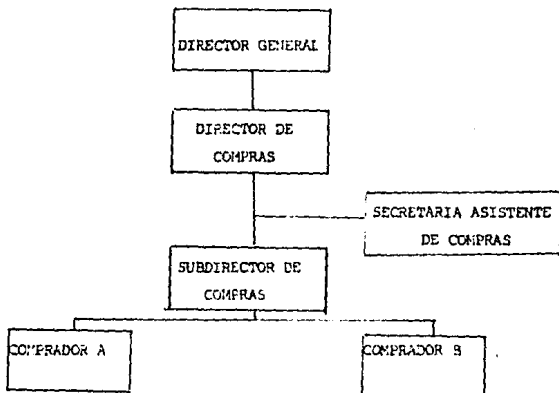 DIRECTOR GENERAL
DIRECTOR DE
COMPRAS
SECRETARIA ASISTENTE
DE COMPRAS
SUBDIRECTOR DE
COMPRAS
COMPRADOR A
COMPRADOR B